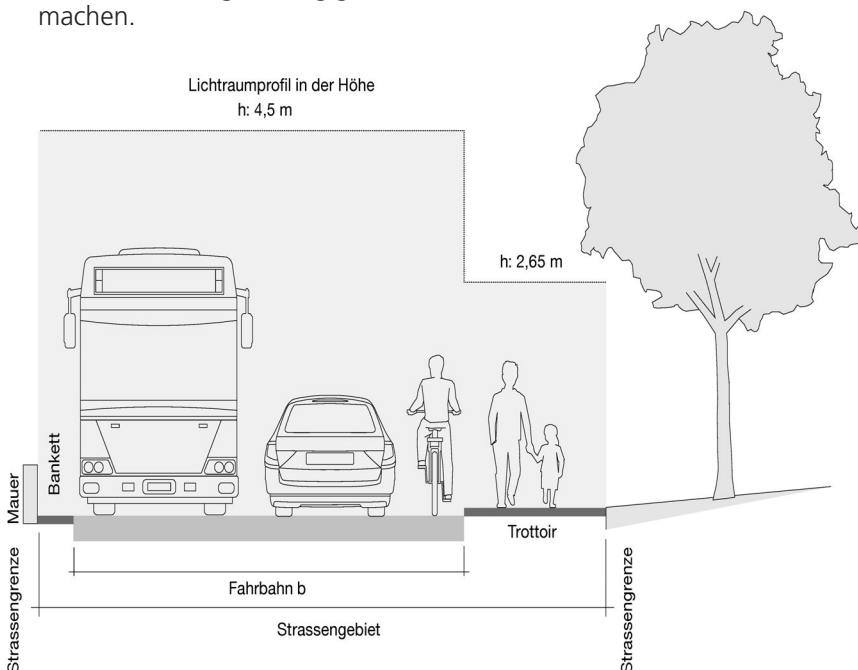 machen.
Lichtraumprofil in der Höhe
h: 4,5 m
h: 2,65 m
Mauer
Bankett
Trottoir
Strassengrenze
Fahrbahn b
Strassengebiet
Strassengrenze